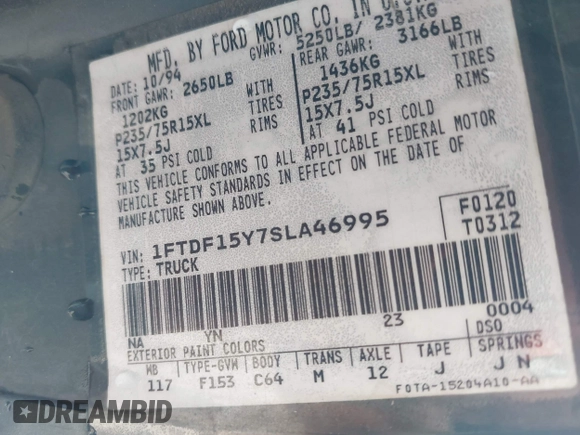 MFD. BY FORD MOTOR CO. IN U.S.A.
DATE: 10/94 GVWR: 5250LB/ 2381KG
FRONT GAWR: 2650LB REAR GAWR: 3166LB
1202KG WITH 1436KG WITH
P235/75R15XL TIRES P235/75R15XL TIRES
15X7.5J RIMS 15X7.5J RIMS
AT 35 PSI COLD AT 41 PSI COLD
THIS VEHICLE CONFORMS TO ALL APPLICABLE FEDERAL MOTOR
VEHICLE SAFETY STANDARDS IN EFFECT ON THE DATE OF
MANUFACTURE SHOWN ABOVE.
VIN: 1FTDF15Y7SLA46995 F0120
TYPE: TRUCK T0312
NA YN 23 0004
EXTERIOR PAINT COLORS DSO
WB TYPE-GVW BODY TRANS AXLE TAPE SPRINGS
117 F153 C64 M 12 J J N
F0TA-15204A10-AA
DREAMBID